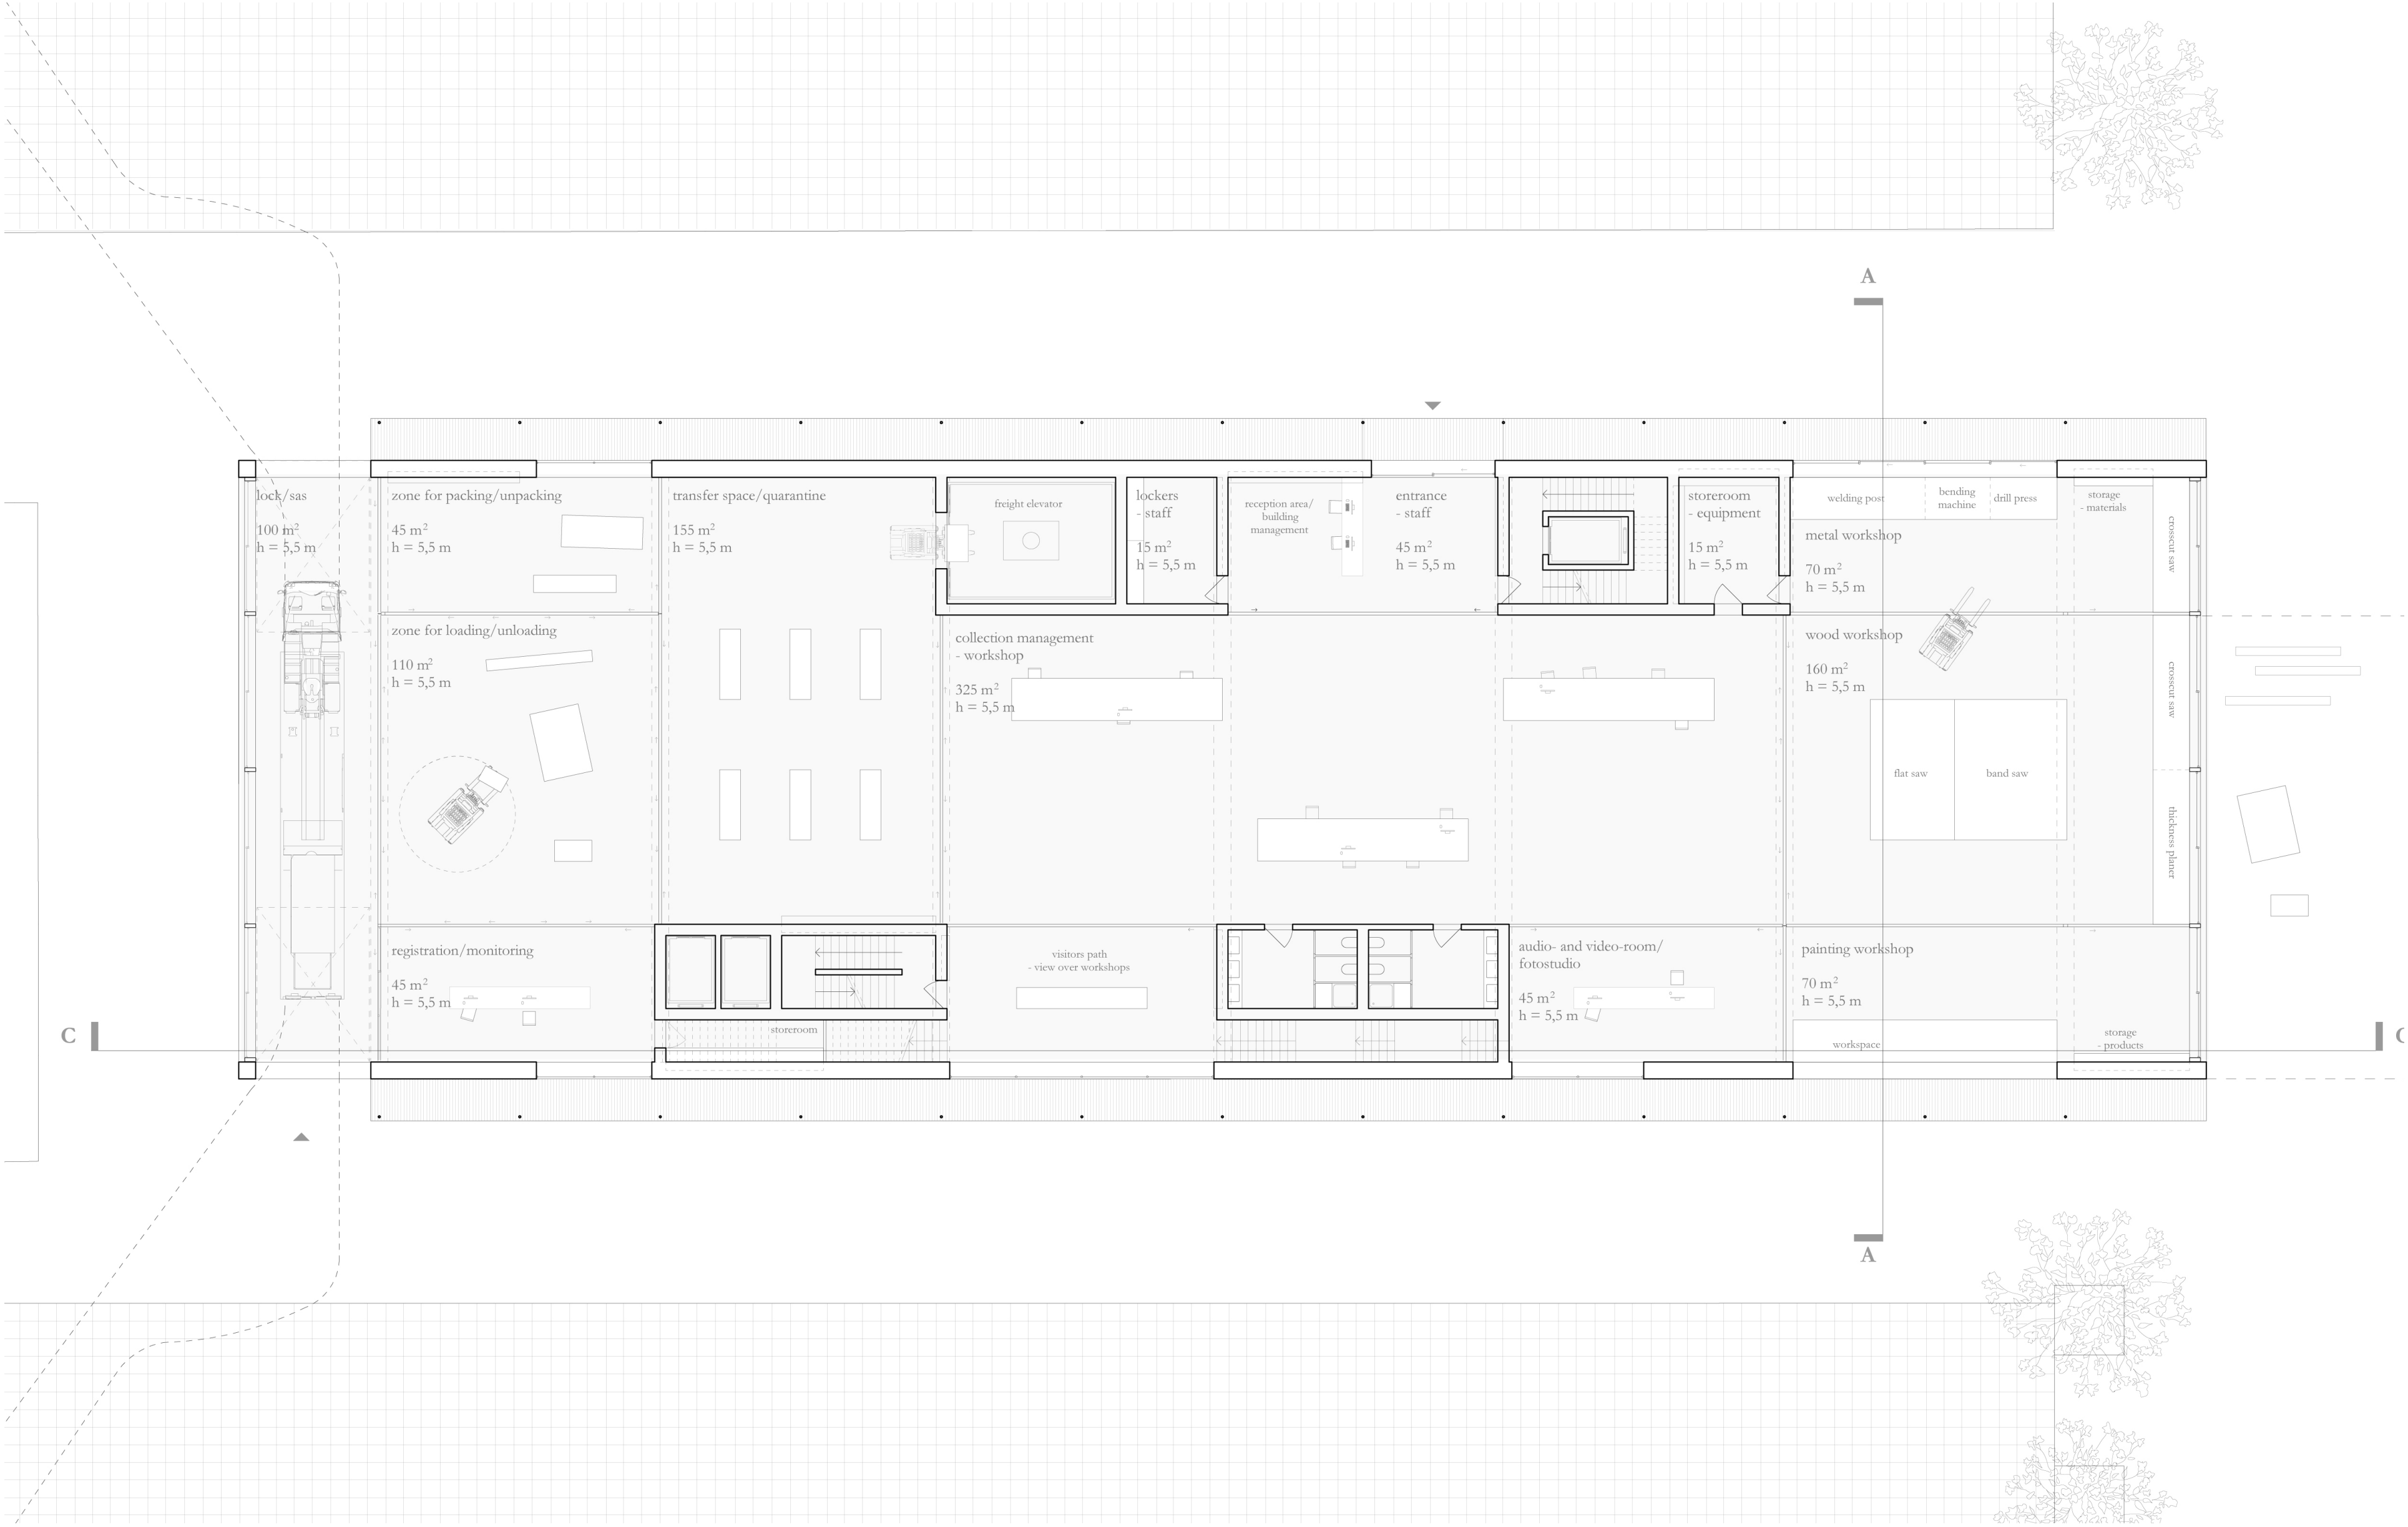 A
lock/sas
100 m²
h = 5,5 m
zone for packing/unpacking
45 m²
h = 5,5 m
transfer space/quarantine
155 m²
h = 5,5 m
freight elevator
lockers
- staff
15 m²
h = 5,5 m
reception area/
building
management
entrance
- staff
45 m²
h = 5,5 m
storeroom
- equipment
15 m²
h = 5,5 m
welding post
bending
machine
drill press
storage
- materials
metal workshop
70 m²
h = 5,5 m
crosscut saw
zone for loading/unloading
110 m²
h = 5,5 m
collection management
- workshop
325 m²
h = 5,5 m
wood workshop
160 m²
h = 5,5 m
crosscut saw
flat saw
band saw
thickness planer
registration/monitoring
45 m²
h = 5,5 m
storeroom
visitors path
- view over workshops
audio- and video-room/
fotostudio
45 m²
h = 5,5 m
painting workshop
70 m²
h = 5,5 m
workspace
storage
- products
C
C
A